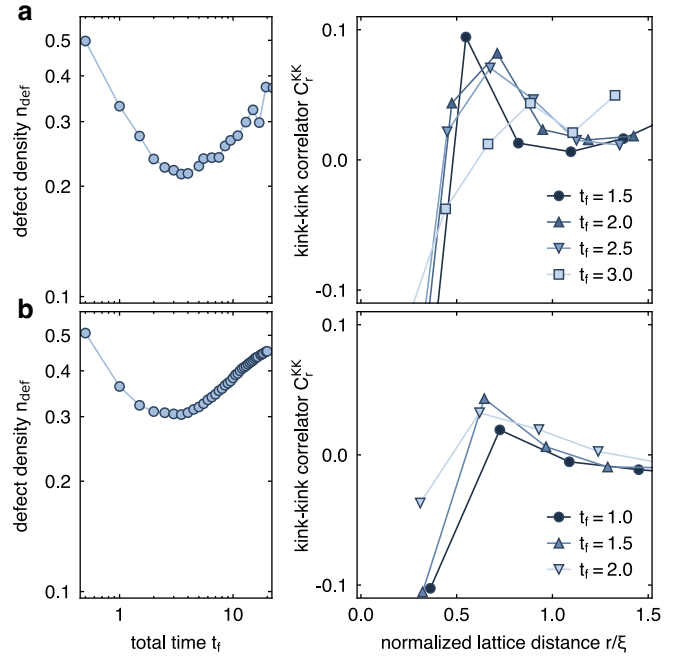 a
0.5
0.4
0.3
0.2
0.1
defect density n_def
0.1
0.0
-0.1
kink-kink correlator C_r^KK
t_f = 1.5
t_f = 2.0
t_f = 2.5
t_f = 3.0
b
0.5
0.4
0.3
0.2
0.1
defect density n_def
1
10
total time t_f
0.1
0.0
-0.1
kink-kink correlator C_r^KK
t_f = 1.0
t_f = 1.5
t_f = 2.0
0.0
0.5
1.0
1.5
normalized lattice distance r/ξ